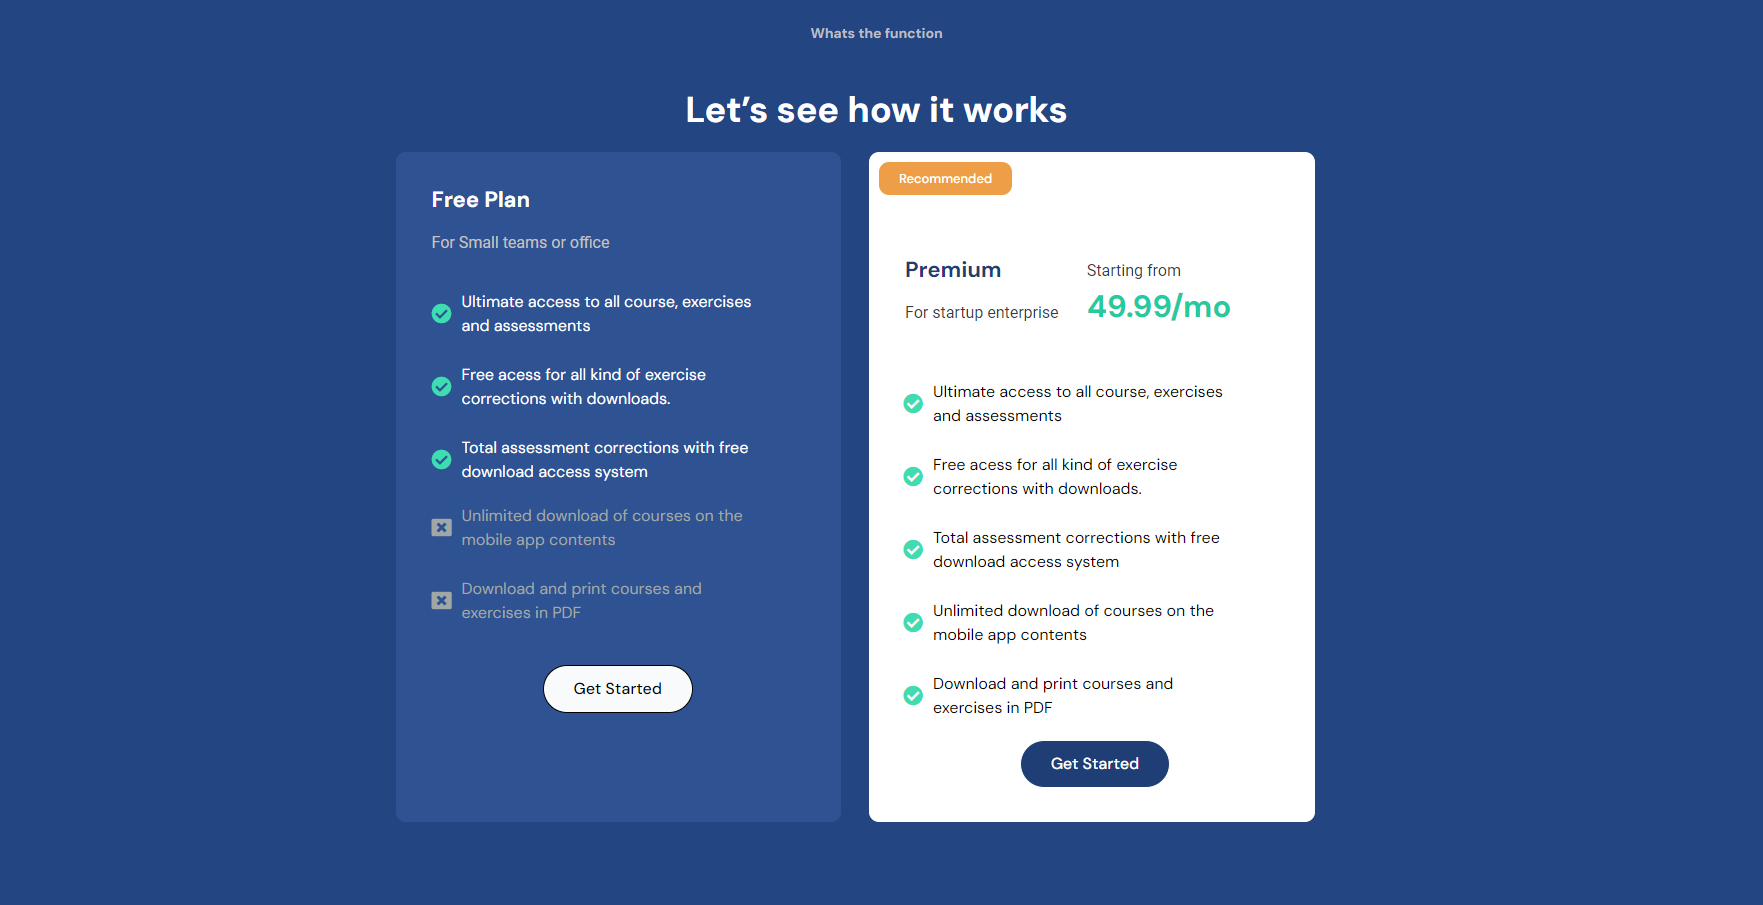 Whats the function
Let’s see how it works
Free Plan
For Small teams or office
Ultimate access to all course, exercises
and assessments
Free acess for all kind of exercise
corrections with downloads.
Total assessment corrections with free
download access system
Unlimited download of courses on the
mobile app contents
Download and print courses and
exercises in PDF
Get Started
Recommended
Premium
For startup enterprise
Starting from
49.99/mo
Ultimate access to all course, exercises
and assessments
Free acess for all kind of exercise
corrections with downloads.
Total assessment corrections with free
download access system
Unlimited download of courses on the
mobile app contents
Download and print courses and
exercises in PDF
Get Started